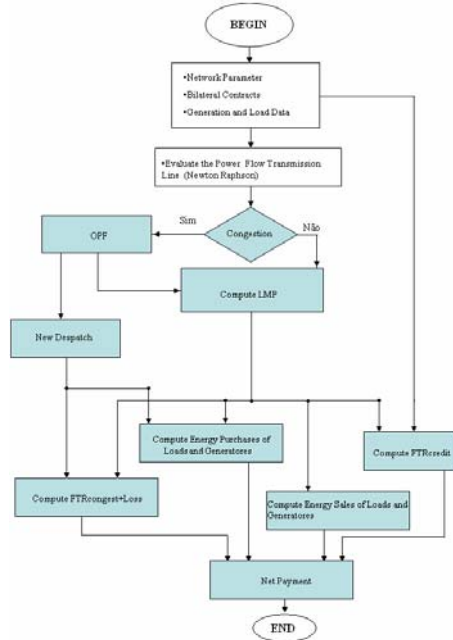 BEGIN
•Network Parameter
•Bilateral Contracts
•Generation and Load Data
•Evaluate the Power Flow Transmission
Line (Newton Raphson)
Sim
Não
OPF
Congestion
Compute LMP
New Despatch
Compute Energy Purchases of
Loads and Generatores
Compute FTRcredit
Compute FTRcongest+Loss
Compute Energy Sales of Loads and
Generatores
Net Payment
END